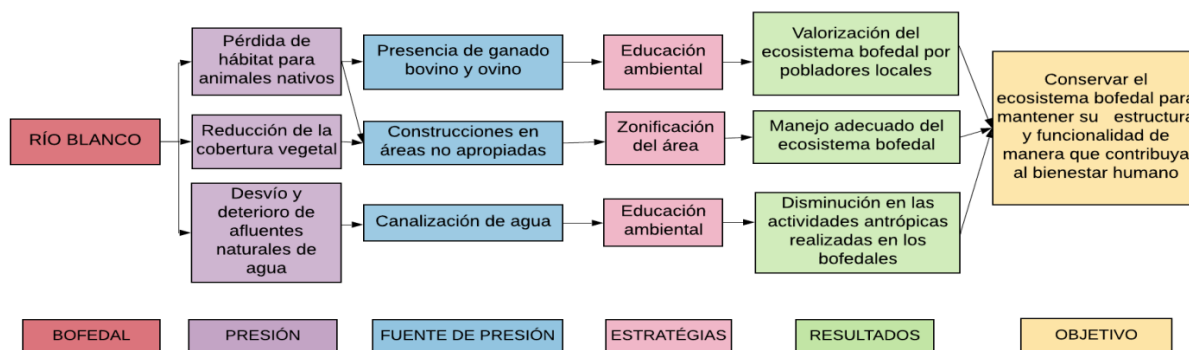 RÍO BLANCO
Pérdida de
hábitat para
animales nativos
Reducción de la
cobertura vegetal
Desvío y
deterioro de
afluentes
naturales de
agua
Presencia de ganado
bovino y ovino
Construcciones en
áreas no apropiadas
Canalización de agua
Educación
ambiental
Zonificación
del área
Educación
ambiental
Valorización del
ecosistema bofedal por
pobladores locales
Manejo adecuado del
ecosistema bofedal
Disminución en las
actividades antrópicas
realizadas en los
bofedales
Conservar el
ecosistema bofedal para
mantener su estructura
y funcionalidad de
manera que contribuya
al bienestar humano
BOFEDAL
PRESIÓN
FUENTE DE PRESIÓN
ESTRATÉGIAS
RESULTADOS
OBJETIVO